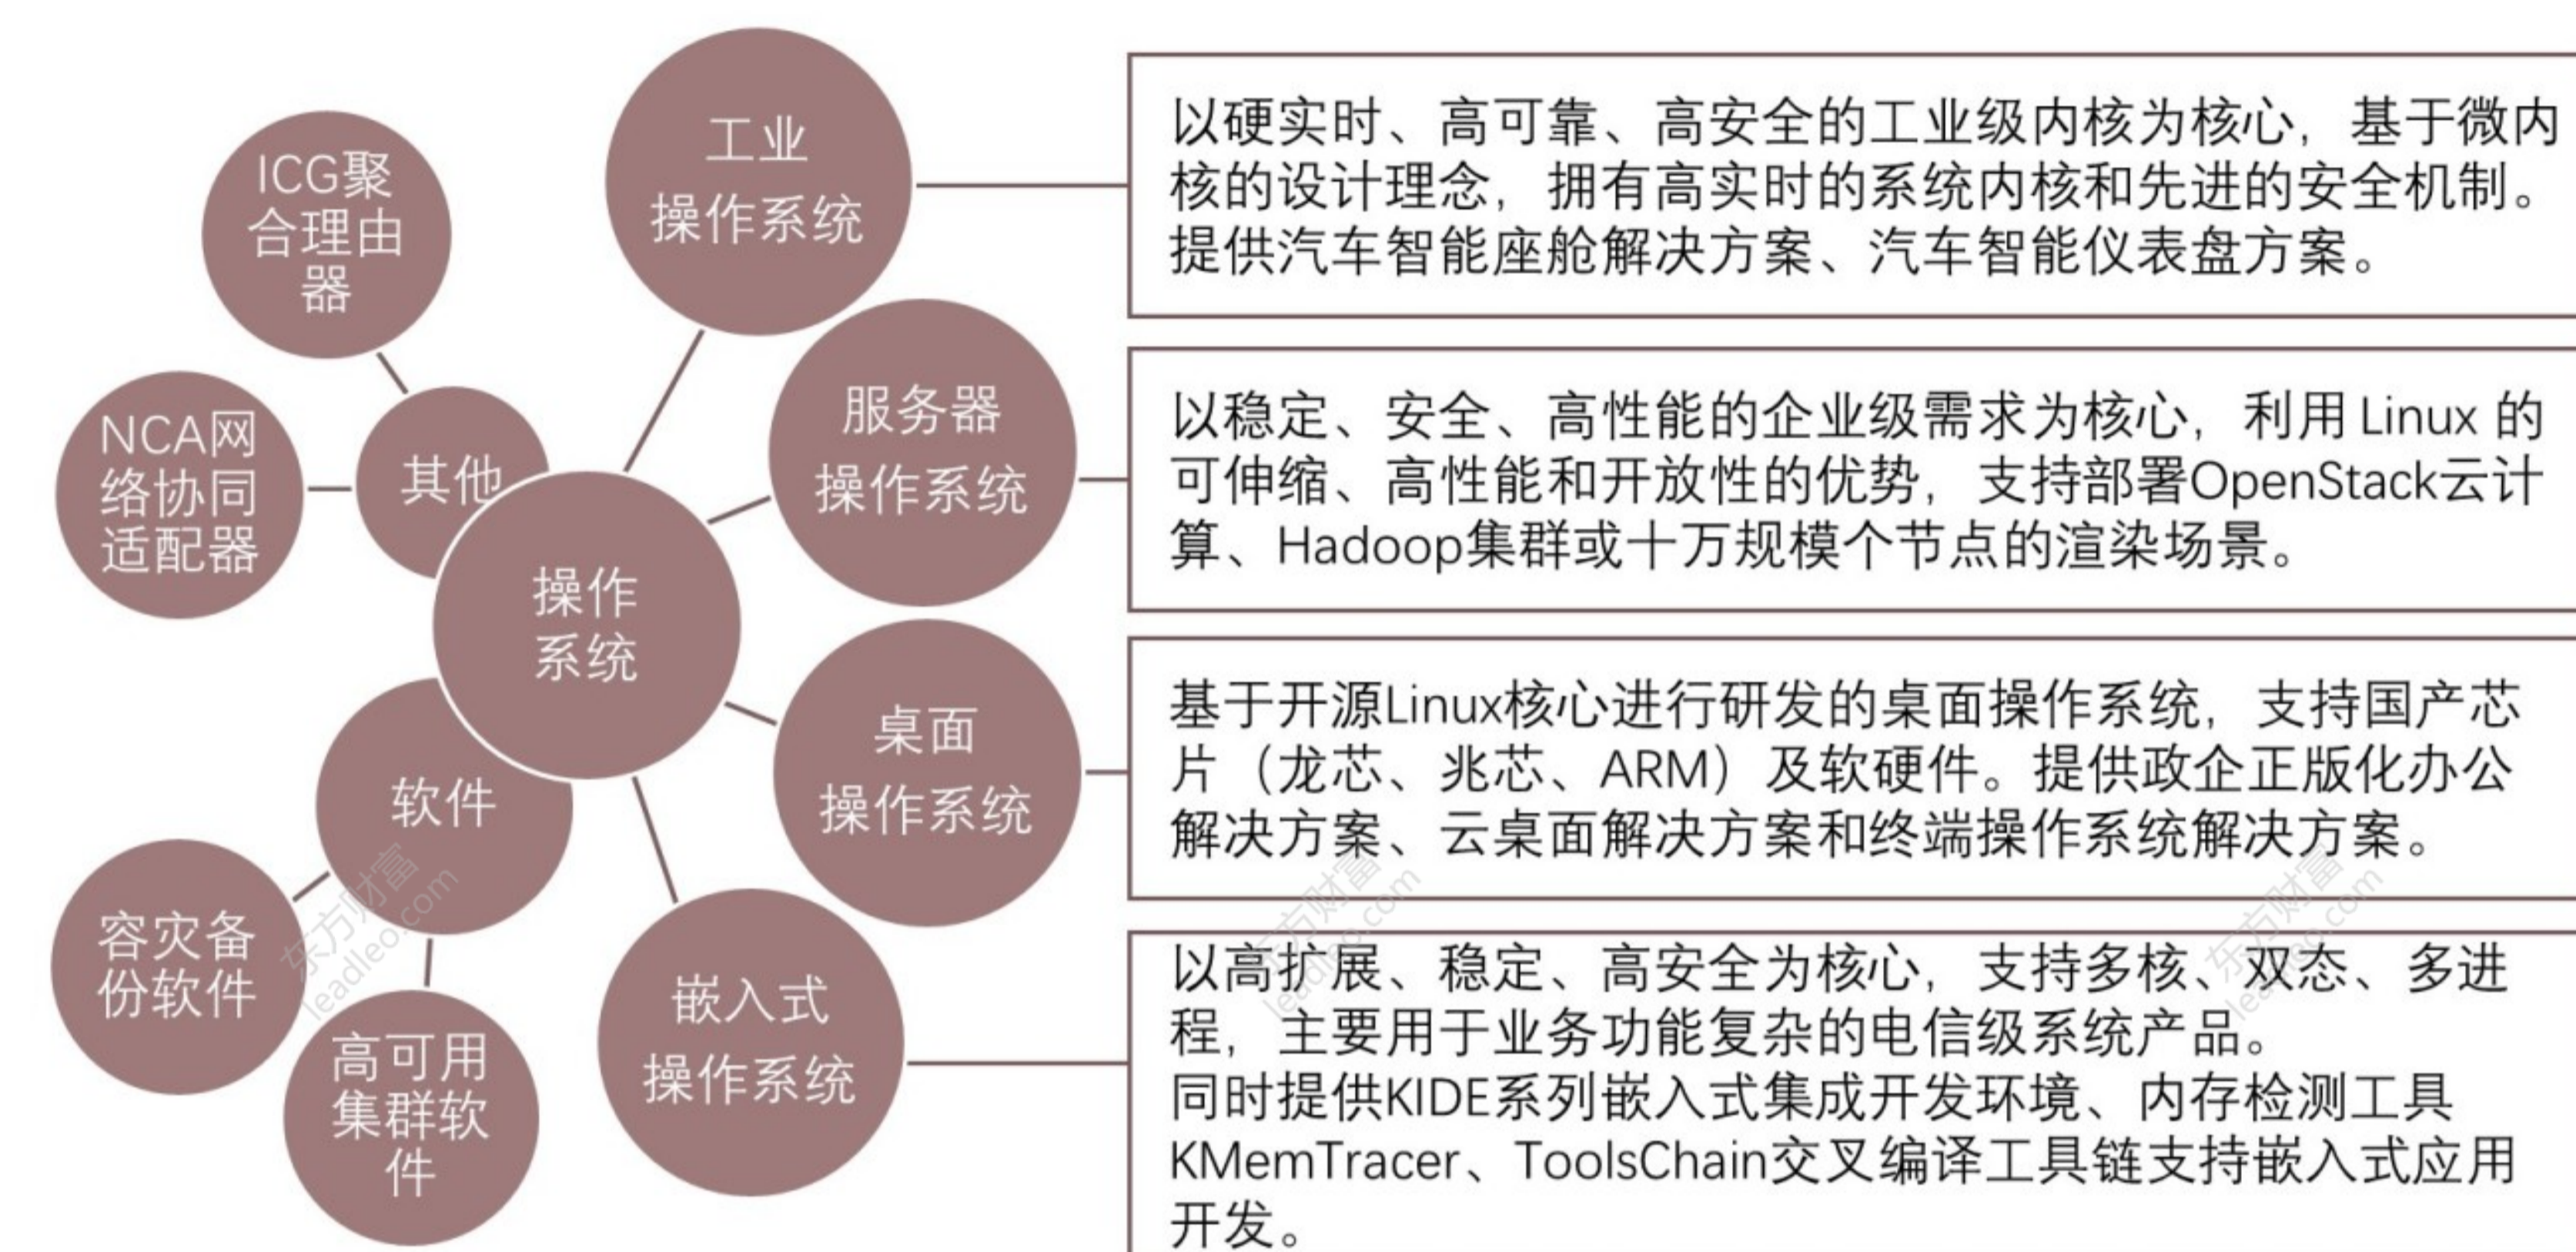 工业
操作系统
以硬实时、高可靠、高安全的工业级内核为核心，基于微内
核的设计理念，拥有高实时的系统内核和先进的安全机制。
提供汽车智能座舱解决方案、汽车智能仪表盘方案。
ICG聚
合理由
器
服务器
操作系统
以稳定、安全、高性能的企业级需求为核心，利用 Linux 的
可伸缩、高性能和开放性的优势，支持部署OpenStack云计
算、Hadoop集群或十万规模个节点的渲染场景。
NCA网
络协同
适配器
其他
操作
系统
桌面
操作系统
基于开源Linux核心进行研发的桌面操作系统，支持国产芯
片（龙芯、兆芯、ARM）及软硬件。提供政企正版化办公
解决方案、云桌面解决方案和终端操作系统解决方案。
软件
容灾备
份软件
高可用
集群软
件
嵌入式
操作系统
以高扩展、稳定、高安全为核心，支持多核、双态、多进
程，主要用于业务功能复杂的电信级系统产品。
同时提供KIDE系列嵌入式集成开发环境、内存检测工具
KMemTracer、ToolsChain交叉编译工具链支持嵌入式应用
开发。
东方财富
leadleo.com
东方财富
leadleo.com
东方财富
leadleo.com